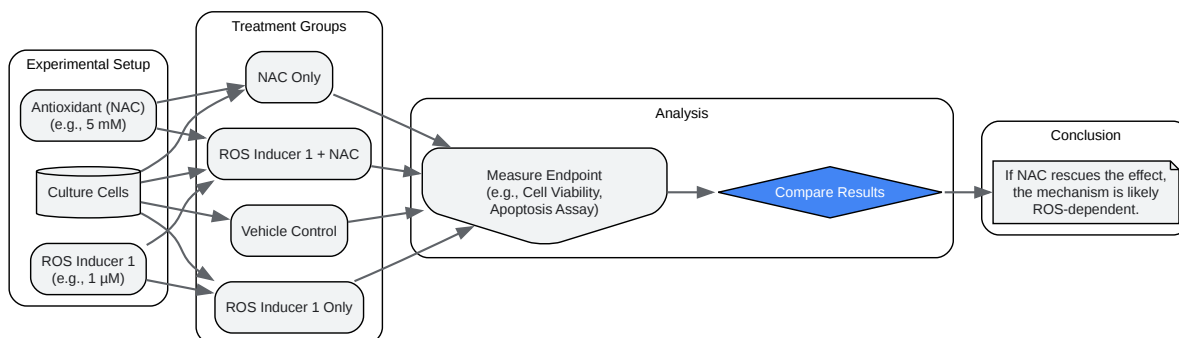 Experimental Setup
Antioxidant (NAC)
(e.g., 5 mM)
Culture Cells
ROS Inducer 1
(e.g., 1 µM)
Treatment Groups
NAC Only
ROS Inducer 1 + NAC
Vehicle Control
ROS Inducer 1 Only
Analysis
Measure Endpoint
(e.g., Cell Viability,
Apoptosis Assay)
Compare Results
Conclusion
If NAC rescues the effect,
the mechanism is likely
ROS-dependent.